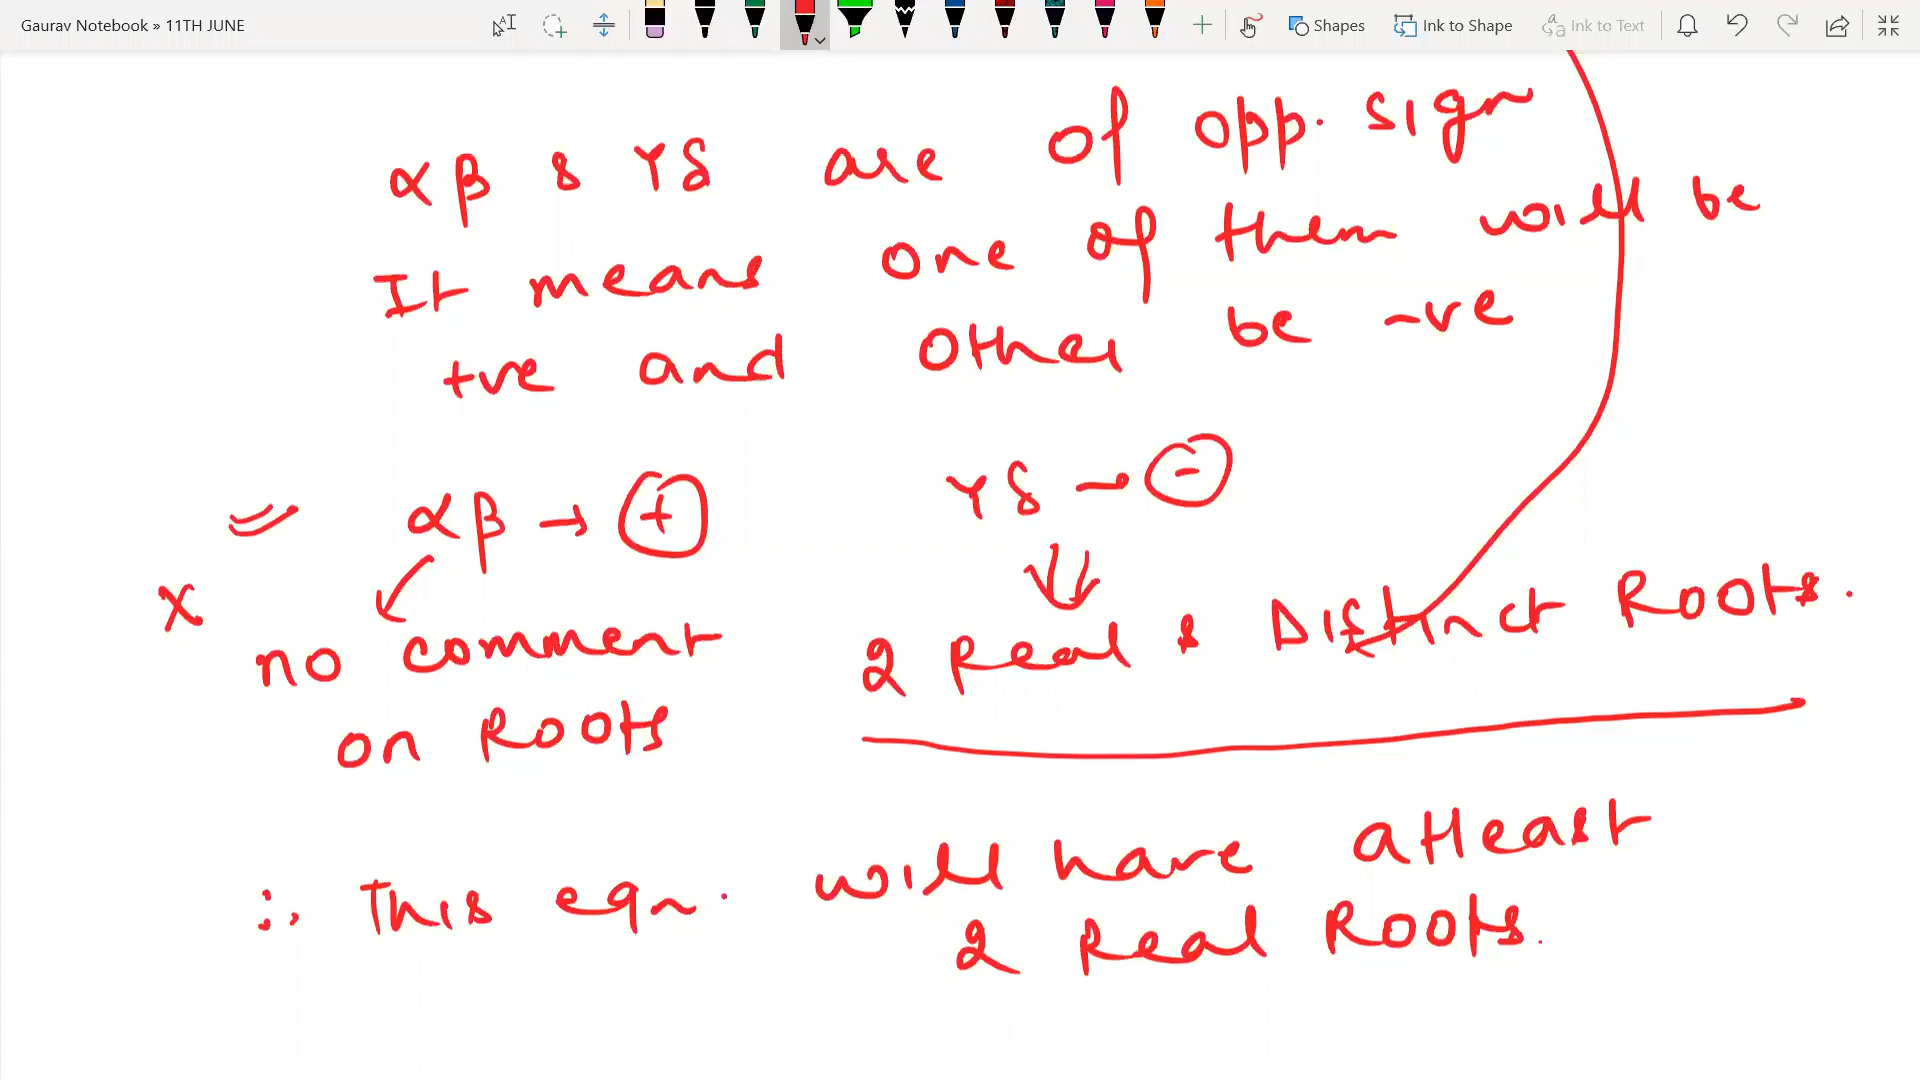 Gaurav Notebook » 11TH JUNE
Shapes
Ink to Shape
Ink to Text
αβ & γδ are of opp. sign
It means one of them will be
+ve and other be -ve
αβ → + γδ → -
x
no comment 2 Real & Distinct Roots.
on Roots
∴ This eqn. will have atleast
2 Real Roots.